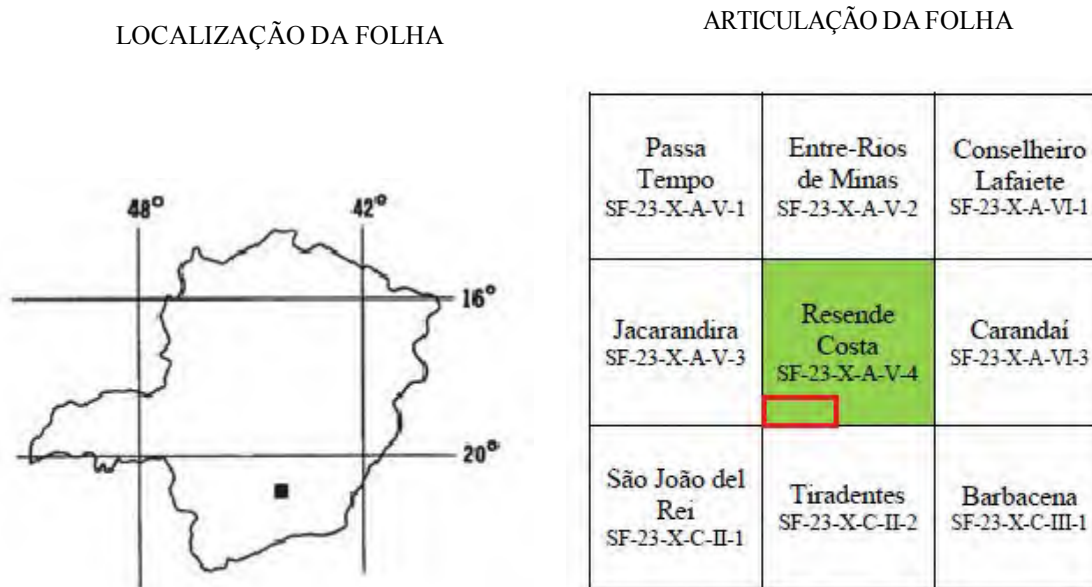 LOCALIZAÇÃO DA FOLHA
ARTICULAÇÃO DA FOLHA
48°
42°
16°
20°
Passa
Tempo
SF-23-X-A-V-1
Entre-Rios
de Minas
SF-23-X-A-V-2
Conselheiro
Lafaiete
SF-23-X-A-VI-1
Jacarandira
SF-23-X-A-V-3
Resende
Costa
SF-23-X-A-V-4
Carandaí
SF-23-X-A-VI-3
São João del
Rei
SF-23-X-C-II-1
Tiradentes
SF-23-X-C-II-2
Barbacena
SF-23-X-C-III-1